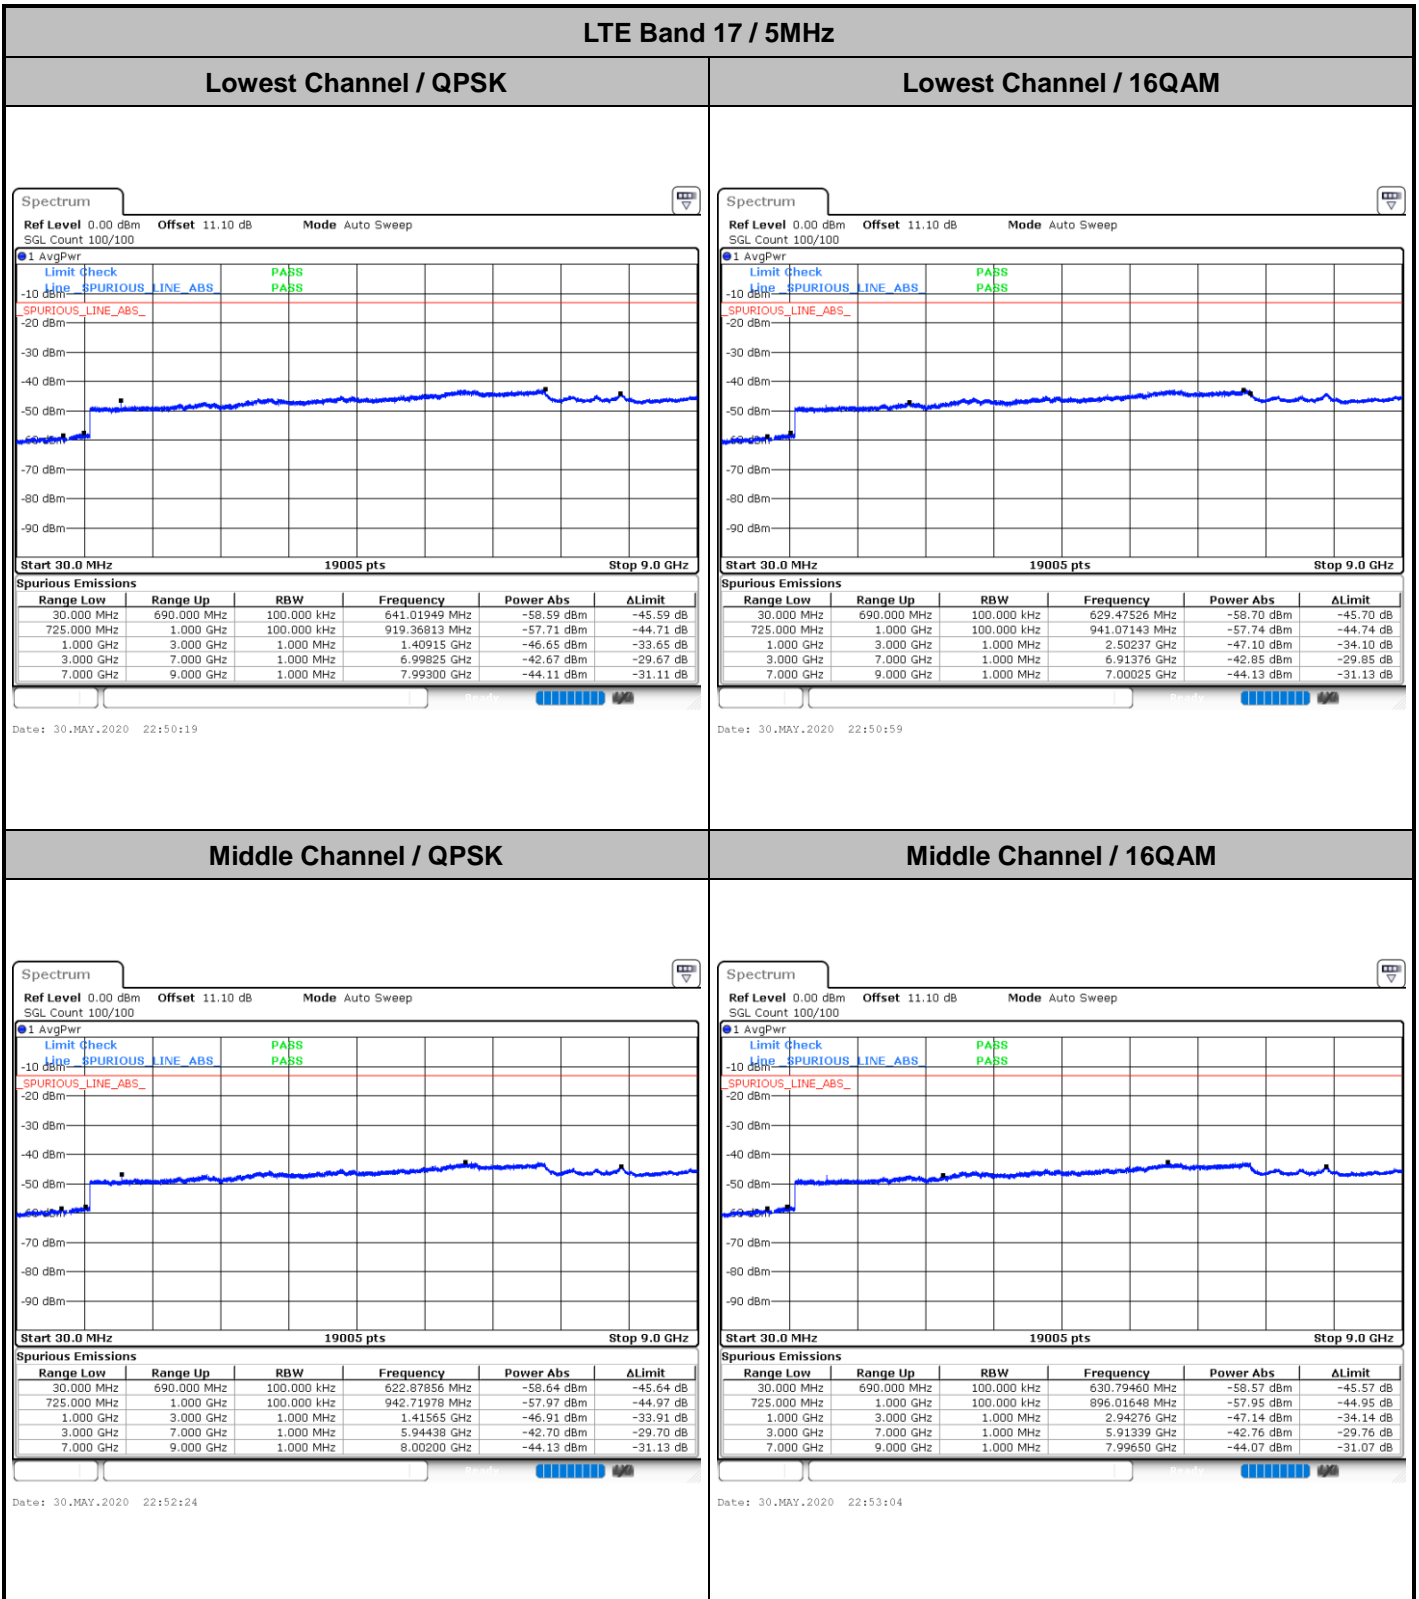 LTE Band 17 / 5MHz
Lowest Channel / QPSK
Lowest Channel / 16QAM
Spectrum
Ref Level 0.00 dBm Offset 11.10 dB Mode Auto Sweep
SGL Count 100/100
1 AvgPwr
Limit Check PASS
Line _SPURIOUS_LINE_ABS_ PASS
-10 dBm
_SPURIOUS_LINE_ABS_
-20 dBm
-30 dBm
-40 dBm
-50 dBm
-60 dBm
-70 dBm
-80 dBm
-90 dBm
Start 30.0 MHz 19005 pts Stop 9.0 GHz
Spurious Emissions
Range Low Range Up RBW Frequency Power Abs ΔLimit
30.000 MHz 690.000 MHz 100.000 kHz 641.01949 MHz -58.59 dBm -45.59 dB
725.000 MHz 1.000 GHz 100.000 kHz 919.36813 MHz -57.71 dBm -44.71 dB
1.000 GHz 3.000 GHz 1.000 MHz 1.40915 GHz -46.65 dBm -33.65 dB
3.000 GHz 7.000 GHz 1.000 MHz 6.99825 GHz -42.67 dBm -29.67 dB
7.000 GHz 9.000 GHz 1.000 MHz 7.99300 GHz -44.11 dBm -31.11 dB
Ready
Date: 30.MAY.2020 22:50:19
Spectrum
Ref Level 0.00 dBm Offset 11.10 dB Mode Auto Sweep
SGL Count 100/100
1 AvgPwr
Limit Check PASS
Line _SPURIOUS_LINE_ABS_ PASS
-10 dBm
_SPURIOUS_LINE_ABS_
-20 dBm
-30 dBm
-40 dBm
-50 dBm
-60 dBm
-70 dBm
-80 dBm
-90 dBm
Start 30.0 MHz 19005 pts Stop 9.0 GHz
Spurious Emissions
Range Low Range Up RBW Frequency Power Abs ΔLimit
30.000 MHz 690.000 MHz 100.000 kHz 629.47526 MHz -58.70 dBm -45.70 dB
725.000 MHz 1.000 GHz 100.000 kHz 941.07143 MHz -57.74 dBm -44.74 dB
1.000 GHz 3.000 GHz 1.000 MHz 2.50237 GHz -47.10 dBm -34.10 dB
3.000 GHz 7.000 GHz 1.000 MHz 6.91376 GHz -42.85 dBm -29.85 dB
7.000 GHz 9.000 GHz 1.000 MHz 7.00025 GHz -44.13 dBm -31.13 dB
Ready
Date: 30.MAY.2020 22:50:59
Middle Channel / QPSK
Middle Channel / 16QAM
Spectrum
Ref Level 0.00 dBm Offset 11.10 dB Mode Auto Sweep
SGL Count 100/100
1 AvgPwr
Limit Check PASS
Line _SPURIOUS_LINE_ABS_ PASS
-10 dBm
_SPURIOUS_LINE_ABS_
-20 dBm
-30 dBm
-40 dBm
-50 dBm
-60 dBm
-70 dBm
-80 dBm
-90 dBm
Start 30.0 MHz 19005 pts Stop 9.0 GHz
Spurious Emissions
Range Low Range Up RBW Frequency Power Abs ΔLimit
30.000 MHz 690.000 MHz 100.000 kHz 622.87856 MHz -58.64 dBm -45.64 dB
725.000 MHz 1.000 GHz 100.000 kHz 942.71978 MHz -57.97 dBm -44.97 dB
1.000 GHz 3.000 GHz 1.000 MHz 1.41565 GHz -46.91 dBm -33.91 dB
3.000 GHz 7.000 GHz 1.000 MHz 5.94438 GHz -42.70 dBm -29.70 dB
7.000 GHz 9.000 GHz 1.000 MHz 8.00200 GHz -44.13 dBm -31.13 dB
Ready
Date: 30.MAY.2020 22:52:24
Spectrum
Ref Level 0.00 dBm Offset 11.10 dB Mode Auto Sweep
SGL Count 100/100
1 AvgPwr
Limit Check PASS
Line _SPURIOUS_LINE_ABS_ PASS
-10 dBm
_SPURIOUS_LINE_ABS_
-20 dBm
-30 dBm
-40 dBm
-50 dBm
-60 dBm
-70 dBm
-80 dBm
-90 dBm
Start 30.0 MHz 19005 pts Stop 9.0 GHz
Spurious Emissions
Range Low Range Up RBW Frequency Power Abs ΔLimit
30.000 MHz 690.000 MHz 100.000 kHz 630.79460 MHz -58.57 dBm -45.57 dB
725.000 MHz 1.000 GHz 100.000 kHz 896.01648 MHz -57.95 dBm -44.95 dB
1.000 GHz 3.000 GHz 1.000 MHz 2.94276 GHz -47.14 dBm -34.14 dB
3.000 GHz 7.000 GHz 1.000 MHz 5.91339 GHz -42.76 dBm -29.76 dB
7.000 GHz 9.000 GHz 1.000 MHz 7.99650 GHz -44.07 dBm -31.07 dB
Ready
Date: 30.MAY.2020 22:53:04